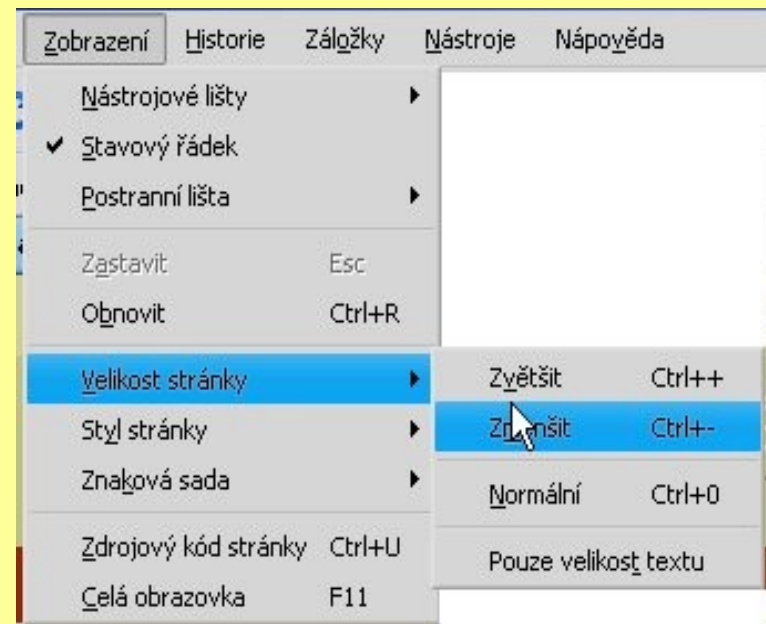 Zobrazení Historie Záložky Nástroje Nápověda
Nástrojové lišty
Stavový řádek
Postranní lišta
Zastavit Esc
Obnovit Ctrl+R
Velikost stránky
Styl stránky
Znaková sada
Zdrojový kód stránky Ctrl+U
Celá obrazovka F11
Zvětšit Ctrl++
Zmenšit Ctrl+-
Normální Ctrl+0
Pouze velikost textu